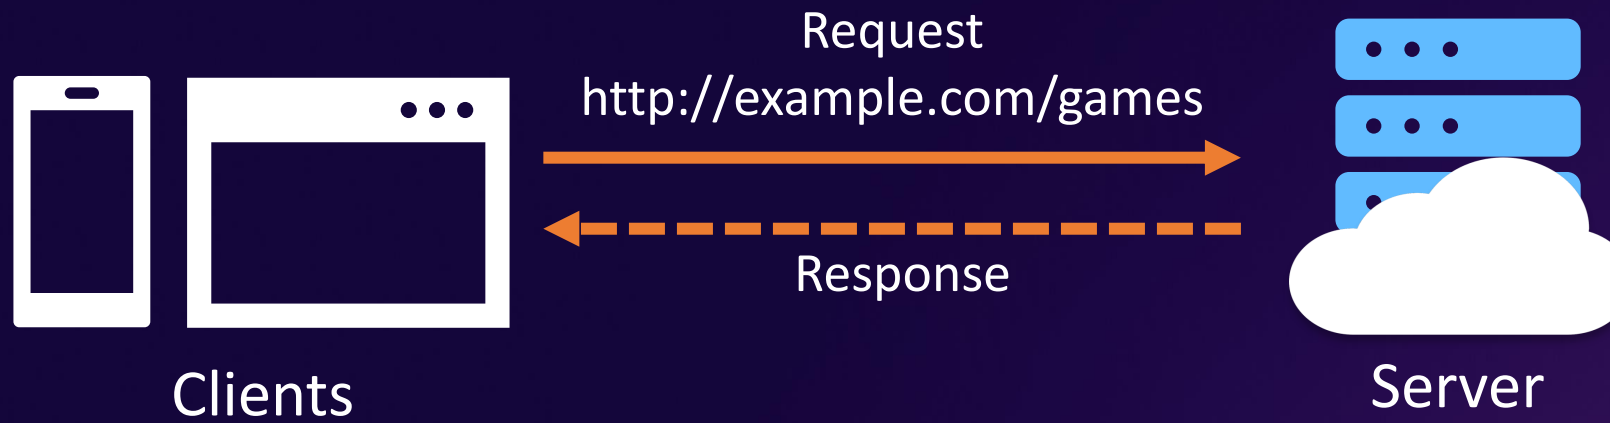 Request
http://example.com/games
Response
Clients
Server